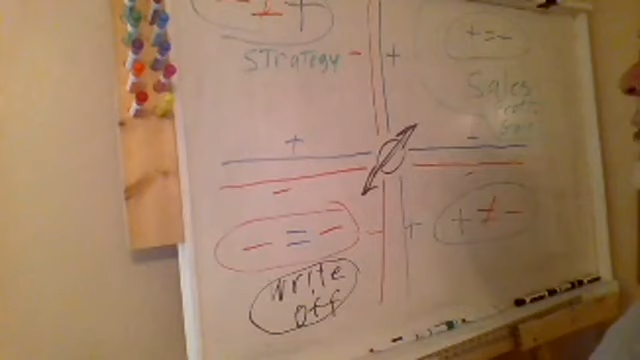 - ≠ +
Strategy - +
+ = -
Sales
+ -
- -
- = - - + + ≠ -
write
off